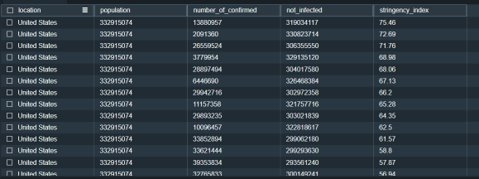 location population number_of_confirmed not_infected stringency_index
United States 332915074 13880957 319034117 75.46
United States 332915074 2091360 330823714 72.69
United States 332915074 26559524 306355550 71.76
United States 332915074 3779954 329135120 68.98
United States 332915074 28897494 304017580 68.06
United States 332915074 6446690 326468384 67.13
United States 332915074 29942716 302972358 66.2
United States 332915074 11157358 321757716 65.28
United States 332915074 29893235 303021839 64.35
United States 332915074 10096457 322818617 62.5
United States 332915074 33852894 299062180 61.57
United States 332915074 33621444 299293630 58.8
United States 332915074 39353834 293561240 57.87
United States 332915074 32765833 300149241 56.94